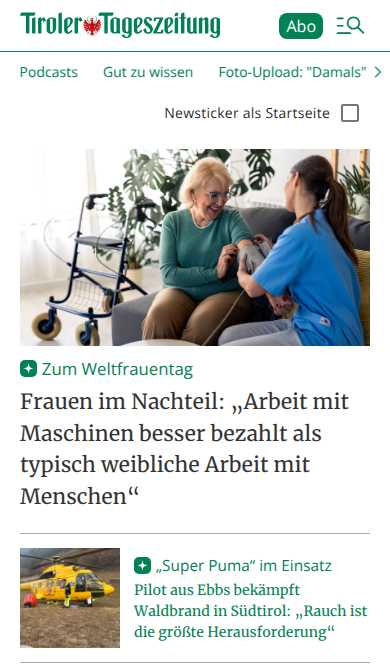 Tiroler Tageszeitung
Abo
Podcasts Gut zu wissen Foto-Upload: "Damals"
Newsticker als Startseite
Zum Weltfrauentag
Frauen im Nachteil: „Arbeit mit
Maschinen besser bezahlt als
typisch weibliche Arbeit mit
Menschen“
„Super Puma“ im Einsatz
Pilot aus Ebbs bekämpft
Waldbrand in Südtirol: „Rauch ist
die größte Herausforderung“